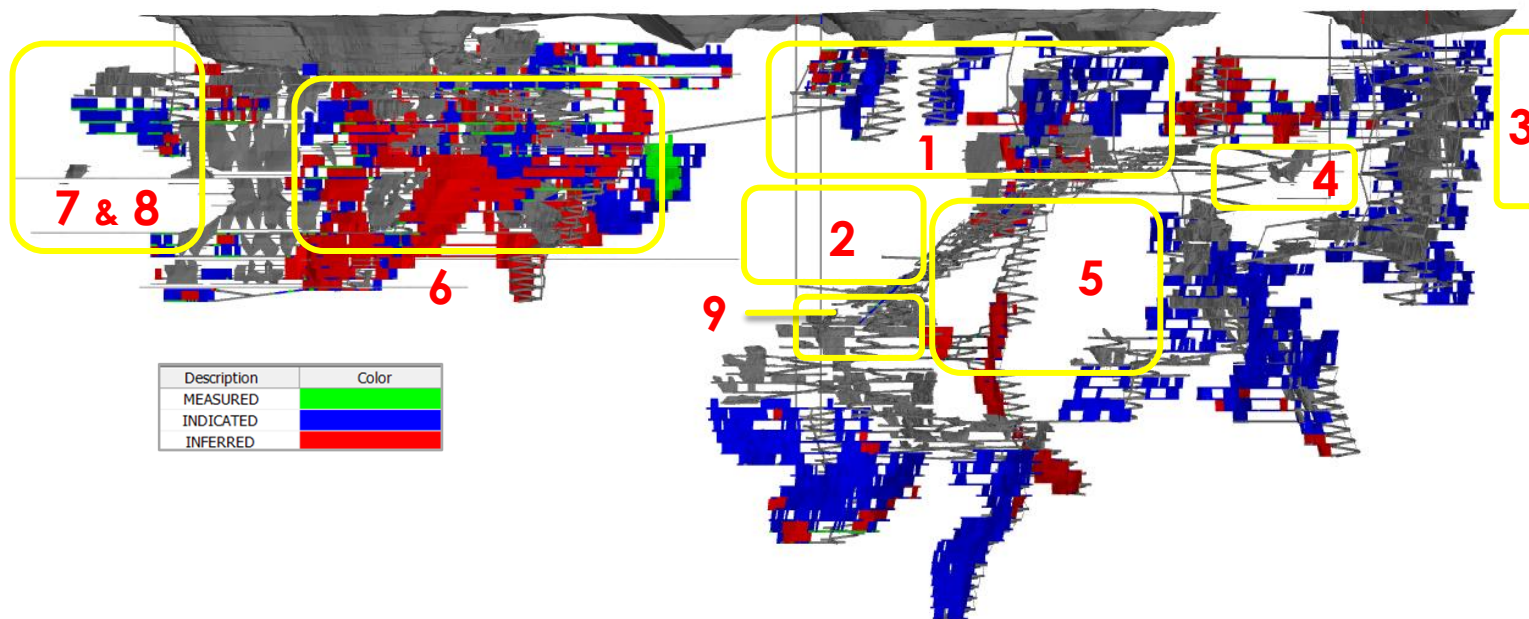 1
2
3
4
5
6
7 & 8
9
Description Color
MEASURED
INDICATED
INFERRED